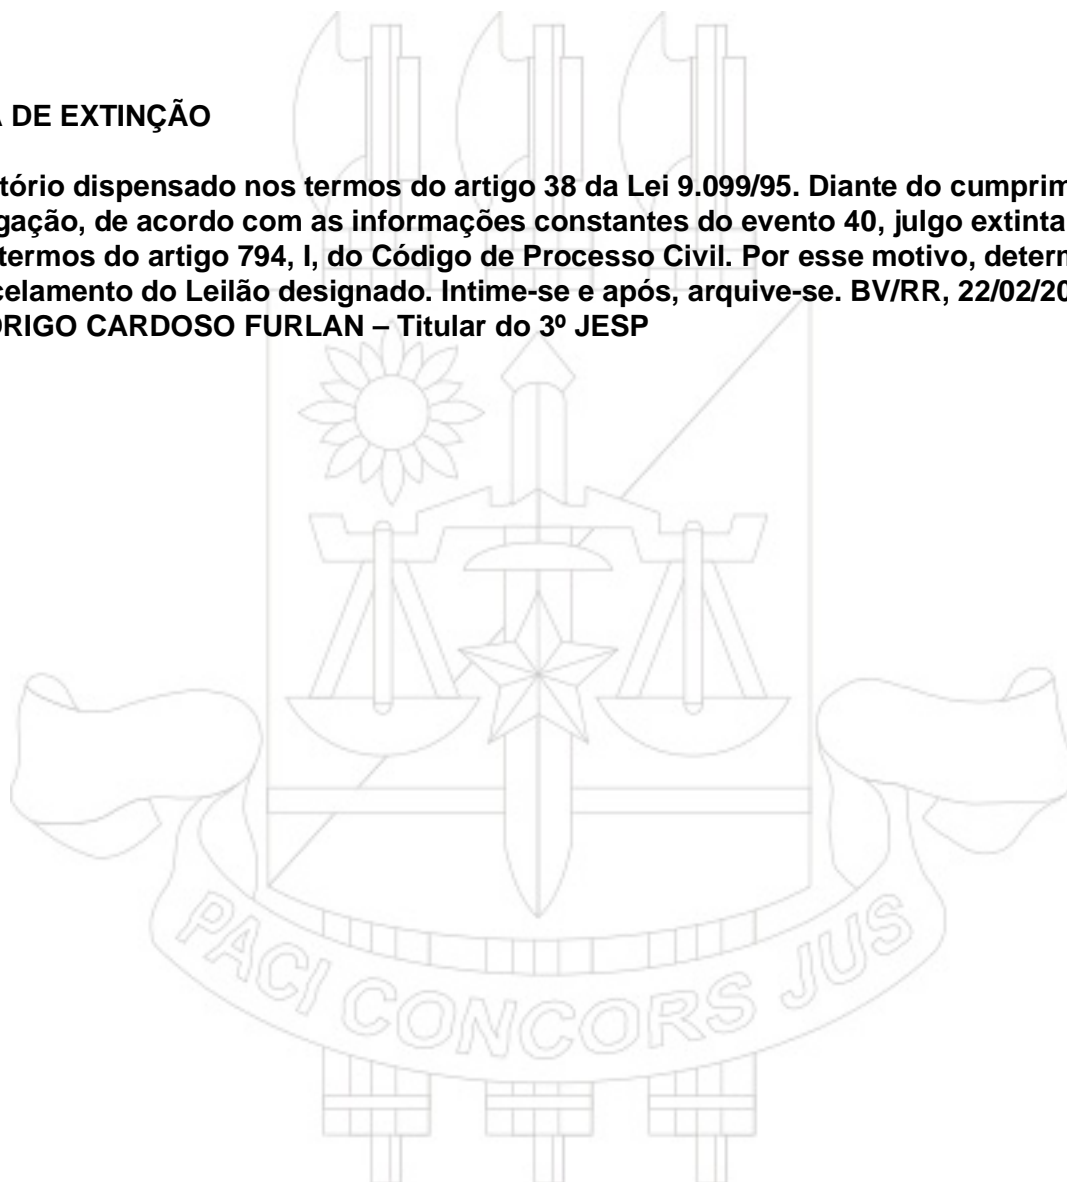 A DE EXTINÇÃO
tório dispensado nos termos do artigo 38 da Lei 9.099/95. Diante do cumprim
gação, de acordo com as informações constantes do evento 40, julgo extinta
termos do artigo 794, I, do Código de Processo Civil. Por esse motivo, determ
celamento do Leilão designado. Intime-se e após, arquive-se. BV/RR, 22/02/20
RIGO CARDOSO FURLAN – Titular do 3º JESP
PACI CONCORS JUS